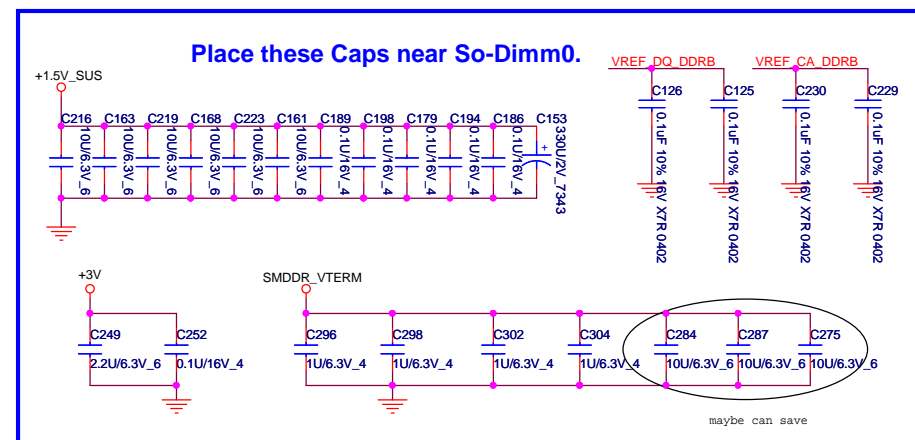 Place these Caps near So-Dimm0.
+1.5V_SUS
C216 C163 C219 C168 C223 C161 C189 C198 C179 C194 C186 C153
10U/6.3V_6
10U/6.3V_6
10U/6.3V_6
10U/6.3V_6
10U/6.3V_6
10U/6.3V_6
0.1U/16V_4
0.1U/16V_4
0.1U/16V_4
0.1U/16V_4
0.1U/16V_4
+
330U/2V_7343
VREF_DQ_DDRB
C126 C125
0.1uF 10% 16V X7R 0402
0.1uF 10% 16V X7R 0402
VREF_CA_DDRB
C230 C229
0.1uF 10% 16V X7R 0402
0.1uF 10% 16V X7R 0402
+3V
C249 C252
2.2U/6.3V_6 0.1U/16V_4
SMDDR_VTERM
C296 C298 C302 C304 C284 C287 C275
1U/6.3V_4 1U/6.3V_4 1U/6.3V_4 1U/6.3V_4 10U/6.3V_6 10U/6.3V_6 10U/6.3V_6
maybe can save